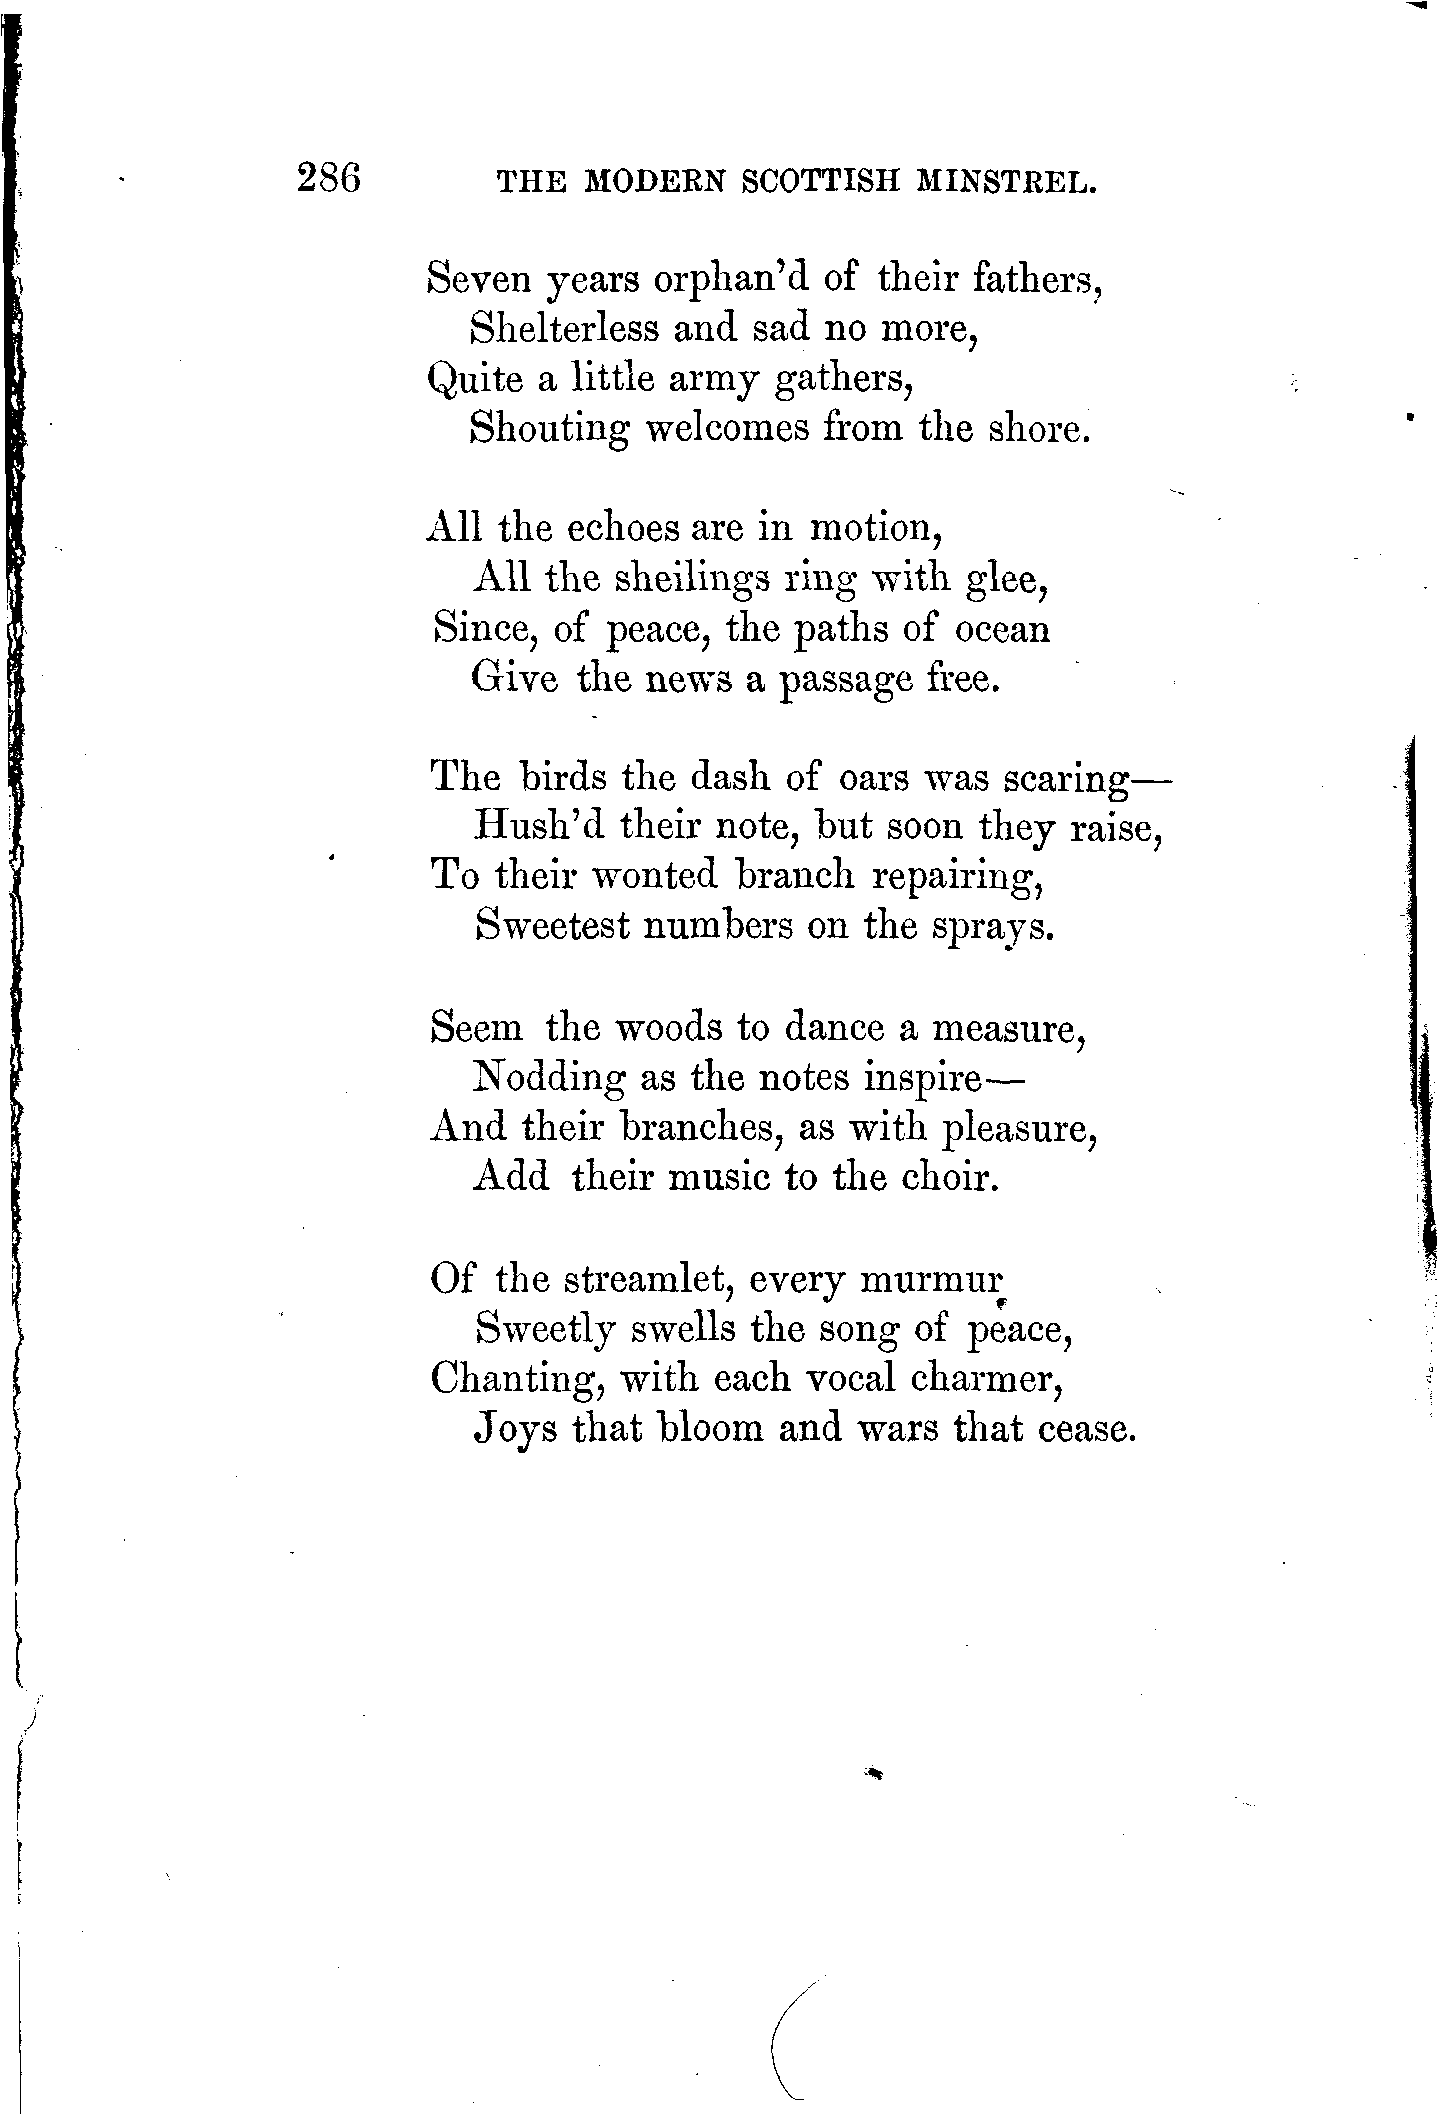 286 THE MODERN SCOTTISH MINSTREL.
Seven years orphan'd of their fathers,
Shelterless and sad no more,
Quite a little army gathers,
Shouting welcomes from the shore.
All the echoes are in motion,
All the sheilings ring with glee,
Since, of peace, the paths of ocean
Give the news a passage free.
The birds the dash of oars was scaring—
Hush'd their note, but soon they raise,
To their wonted branch repairing,
Sweetest numbers on the sprays.
Seem the woods to dance a measure,
Nodding as the notes inspire—
And their branches, as with pleasure,
Add their music to the choir.
Of the streamlet, every murmur
Sweetly swells the song of peace,
Chanting, with each vocal charmer,
Joys that bloom and wars that cease.